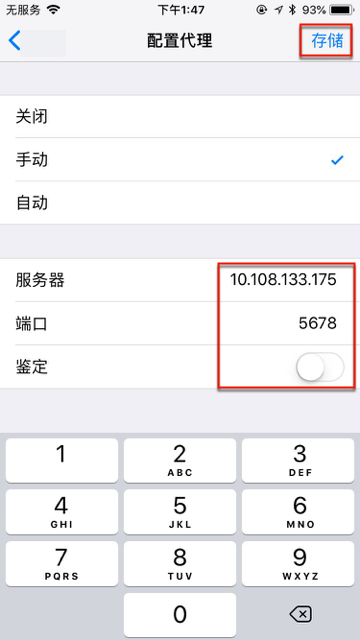 无服务 下午1:47 93%
配置代理 存储
关闭
手动
自动
服务器 10.108.133.175
端口 5678
鉴定
1 2 3
ABC DEF
4 5 6
GHI JKL MNO
7 8 9
PQRS TUV WXYZ
0